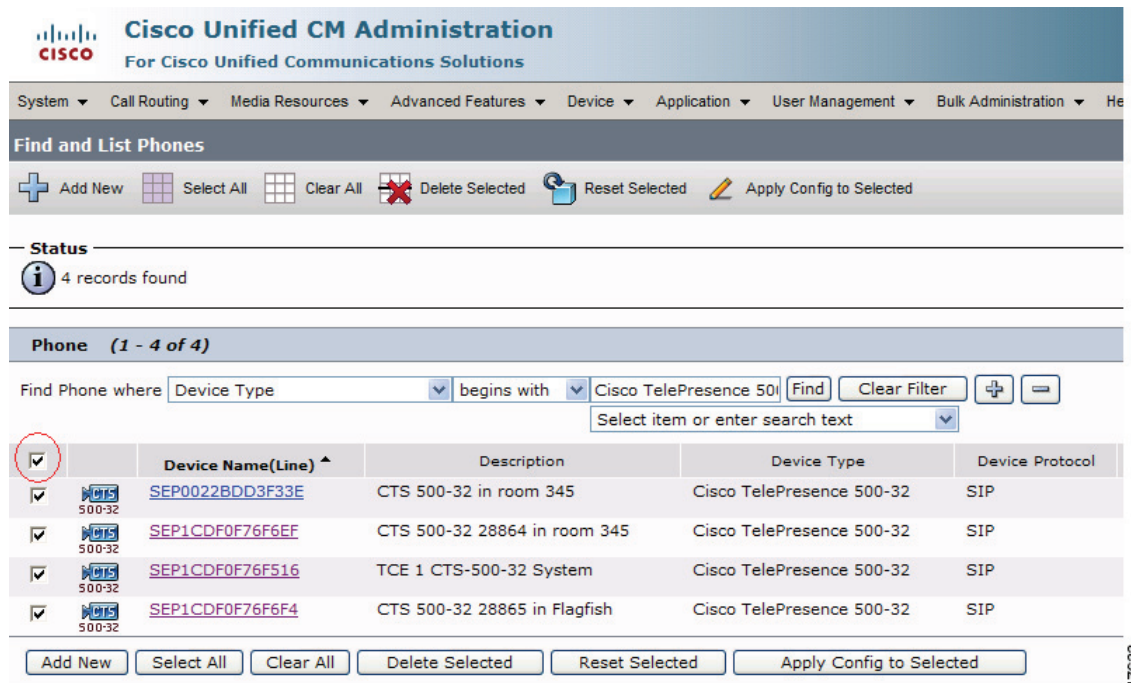 CISCO
Cisco Unified CM Administration
For Cisco Unified Communications Solutions
System Call Routing Media Resources Advanced Features Device Application User Management Bulk Administration He
Find and List Phones
Add New Select All Clear All Delete Selected Reset Selected Apply Config to Selected
Status
4 records found
Phone (1 - 4 of 4)
Find Phone where Device Type begins with Cisco TelePresence 500 Find Clear Filter
Select item or enter search text
Device Name(Line) Description Device Type Device Protocol
CTS 500-32 SEP0022BDD3F33E CTS 500-32 in room 345 Cisco TelePresence 500-32 SIP
CTS 500-32 SEP1CDF0F76F6EF CTS 500-32 28864 in room 345 Cisco TelePresence 500-32 SIP
CTS 500-32 SEP1CDF0F76F516 TCE 1 CTS-500-32 System Cisco TelePresence 500-32 SIP
CTS 500-32 SEP1CDF0F76F6F4 CTS 500-32 28865 in Flagfish Cisco TelePresence 500-32 SIP
Add New Select All Clear All Delete Selected Reset Selected Apply Config to Selected